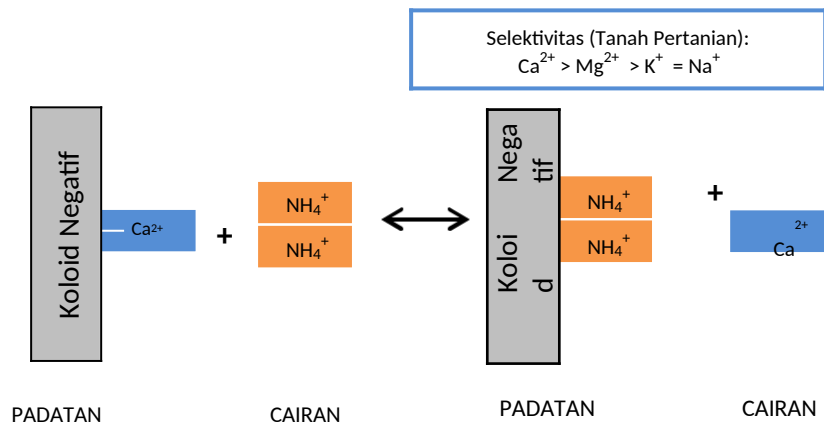 Selektivitas (Tanah Pertanian):
Ca²⁺ > Mg²⁺ > K⁺ = Na⁺
Koloid Negatif
Ca²⁺
+
NH₄⁺
NH₄⁺
Koloi
d
Nega
tif
NH₄⁺
NH₄⁺
+
2+
Ca
PADATAN
CAIRAN
PADATAN
CAIRAN